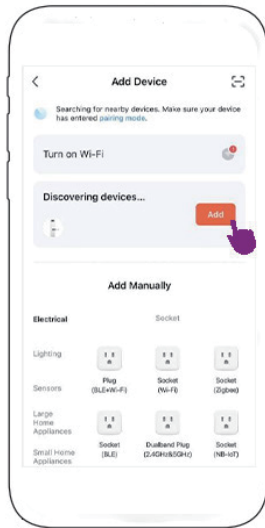 Add Device
Searching for nearby devices. Make sure your device
has entered pairing mode.
Turn on Wi-Fi
Discovering devices...
Add
Add Manually
Electrical
Socket
Lighting
Plug
(BLE+Wi-Fi)
Socket
(Wi-Fi)
Socket
(Zigbee)
Sensors
Large
Home
Appliances
Socket
(BLE)
Dualband Plug
(2.4GHz&5GHz)
Socket
(NB-IoT)
Small Home
Appliances